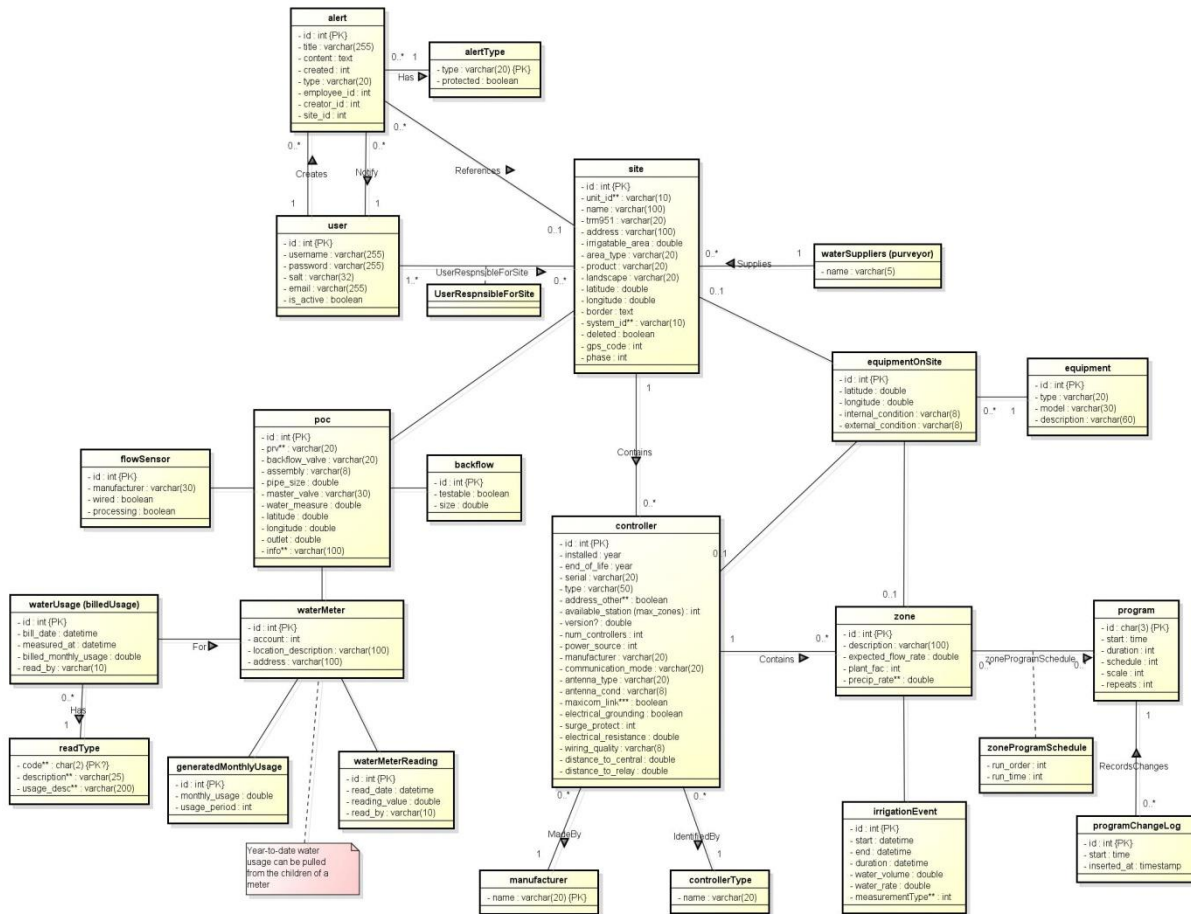 alert
- id : int {PK}
- title : varchar(255)
- content : text
- created : int
- type : varchar(20)
- employee_id : int
- creator_id : int
- site_id : int
0..* 1
Has
alertType
- type : varchar(20) {PK}
- protected : boolean
0..*
0..*
0..*
Creates
Notify
References
1
1
0..1
user
- id : int {PK}
- username : varchar(255)
- password : varchar(255)
- salt : varchar(32)
- email : varchar(255)
- is_active : boolean
1..*
UserRespnsibleForSite
0..*
UserRespnsibleForSite
site
- id : int {PK}
- unit_id** : varchar(10)
- name : varchar(100)
- trm951 : varchar(20)
- address : varchar(100)
- irrigatable_area : double
- area_type : varchar(20)
- product : varchar(20)
- landscape : varchar(20)
- latitude : double
- longitude : double
- border : text
- system_id** : varchar(10)
- deleted : boolean
- gps_code : int
- phase : int
0..*
1
Supplies
0..1
waterSuppliers (purveyor)
- name : varchar(5)
equipmentOnSite
- id : int {PK}
- latitude : double
- longitude : double
- internal_condition : varchar(8)
- external_condition : varchar(8)
0..* 1
equipment
- id : int {PK}
- type : varchar(20)
- model : varchar(30)
- description : varchar(60)
1
Contains
0..*
poc
- id : int {PK}
- prv** : varchar(20)
- backflow_valve : varchar(20)
- assembly : varchar(8)
- pipe_size : double
- master_valve : varchar(30)
- water_measure : double
- latitude : double
- longitude : double
- outlet : double
- info** : varchar(100)
flowSensor
- id : int {PK}
- manufacturer : varchar(30)
- wired : boolean
- processing : boolean
backflow
- id : int {PK}
- testable : boolean
- size : double
controller
- id : int {PK}
- installed : year
- end_of_life : year
- serial : varchar(20)
- type : varchar(50)
- address_other** : boolean
- available_station (max_zones) : int
- version? : double
- num_controllers : int
- power_source : int
- manufacturer : varchar(20)
- communication_mode : varchar(20)
- antenna_type : varchar(20)
- antenna_cond : varchar(8)
- maxicom_link*** : boolean
- electrical_grounding : boolean
- surge_protect : int
- electrical_resistance : double
- wiring_quality : varchar(8)
- distance_to_central : double
- distance_to_relay : double
0..1
0..1
1
0..*
Contains
zone
- id : int {PK}
- description : varchar(100)
- expected_flow_rate : double
- plant_fac : int
- precip_rate** : double
zoneProgramSchedule
0..*
0..*
program
- id : char(3) {PK}
- start : time
- duration : int
- schedule : int
- scale : int
- repeats : int
waterUsage (billedUsage)
- id : int {PK}
- bill_date : datetime
- measured_at : datetime
- billed_monthly_usage : double
- read_by : varchar(10)
For
waterMeter
- id : int {PK}
- account : int
- location_description : varchar(100)
- address : varchar(100)
0..*
Has
1
readType
- code** : char(2) {PK?}
- description** : varchar(25)
- usage_desc** : varchar(200)
generatedMonthlyUsage
- id : int {PK}
- monthly_usage : double
- usage_period : int
waterMeterReading
- id : int {PK}
- read_date : datetime
- reading_value : double
- read_by : varchar(10)
zoneProgramSchedule
- run_order : int
- run_time : int
1
RecordsChanges
0..*
programChangeLog
- id : int {PK}
- start : time
- inserted_at : timestamp
irrigationEvent
- id : int {PK}
- start : datetime
- end : datetime
- duration : datetime
- water_volume : double
- water_rate : double
- measurementType** : int
Year-to-date water
usage can be pulled
from the children of a
meter
0..*
MadeBy
1
0..*
IdentifiedBy
1
manufacturer
- name : varchar(20) {PK}
controllerType
- name : varchar(20)